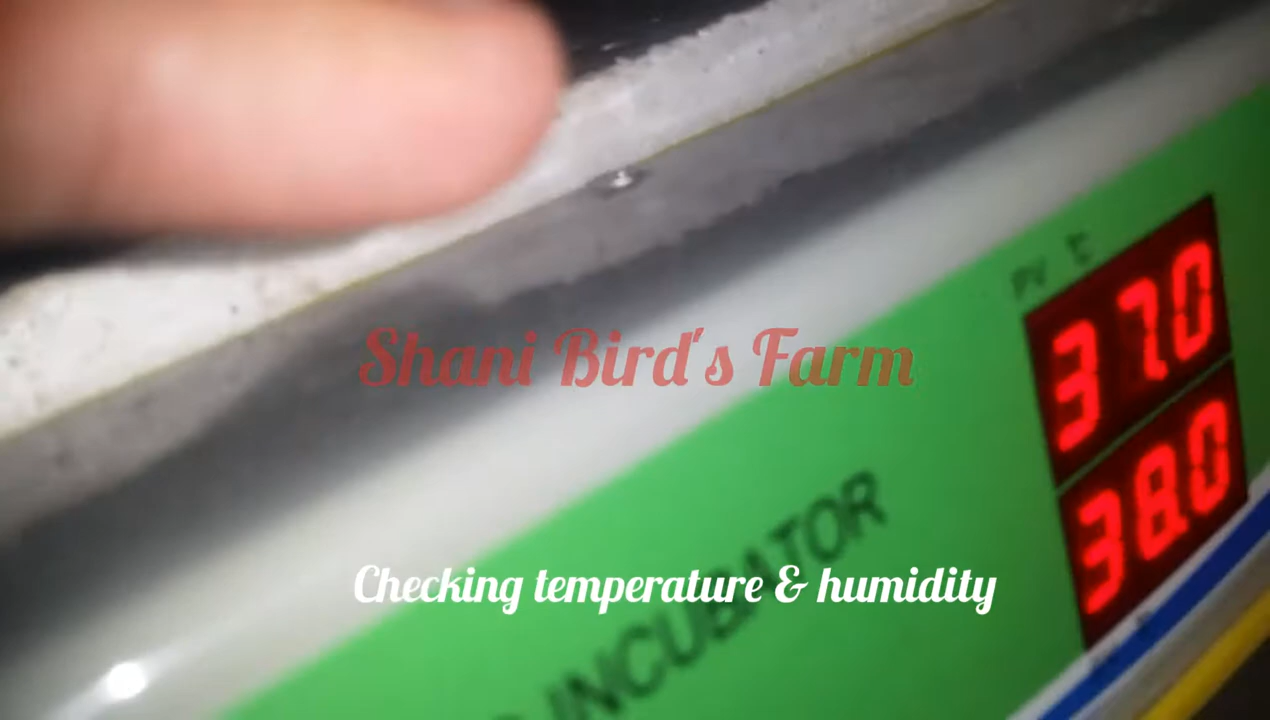 PV ℃
37.0
38.0
Shani Bird's Farm
Checking temperature & humidity
INCUBATOR